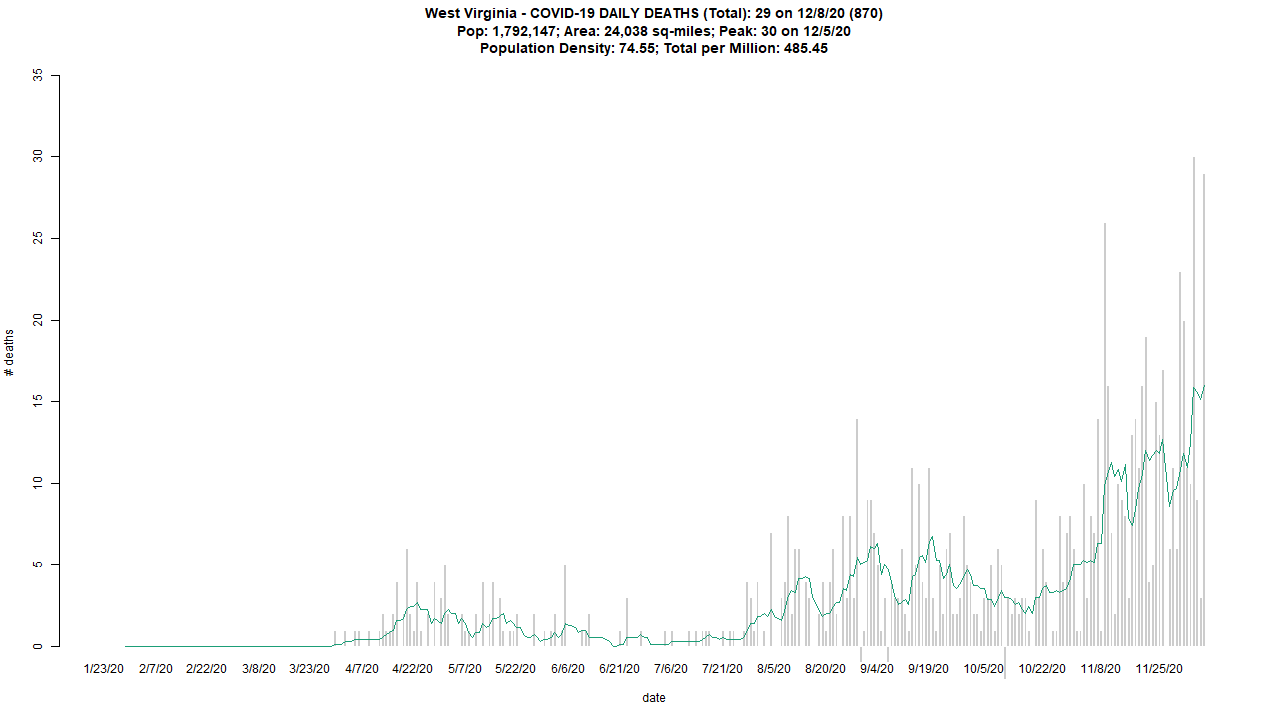 West Virginia - COVID-19 DAILY DEATHS (Total): 29 on 12/8/20 (870)
Pop: 1,792,147; Area: 24,038 sq-miles; Peak: 30 on 12/5/20
Population Density: 74.55; Total per Million: 485.45
35
30
25
20
15
10
5
0
# deaths
1/23/20 2/7/20 2/22/20 3/8/20 3/23/20 4/7/20 4/22/20 5/7/20 5/22/20 6/6/20 6/21/20 7/6/20 7/21/20 8/5/20 8/20/20 9/4/20 9/19/20 10/5/20 10/22/20 11/8/20 11/25/20
date